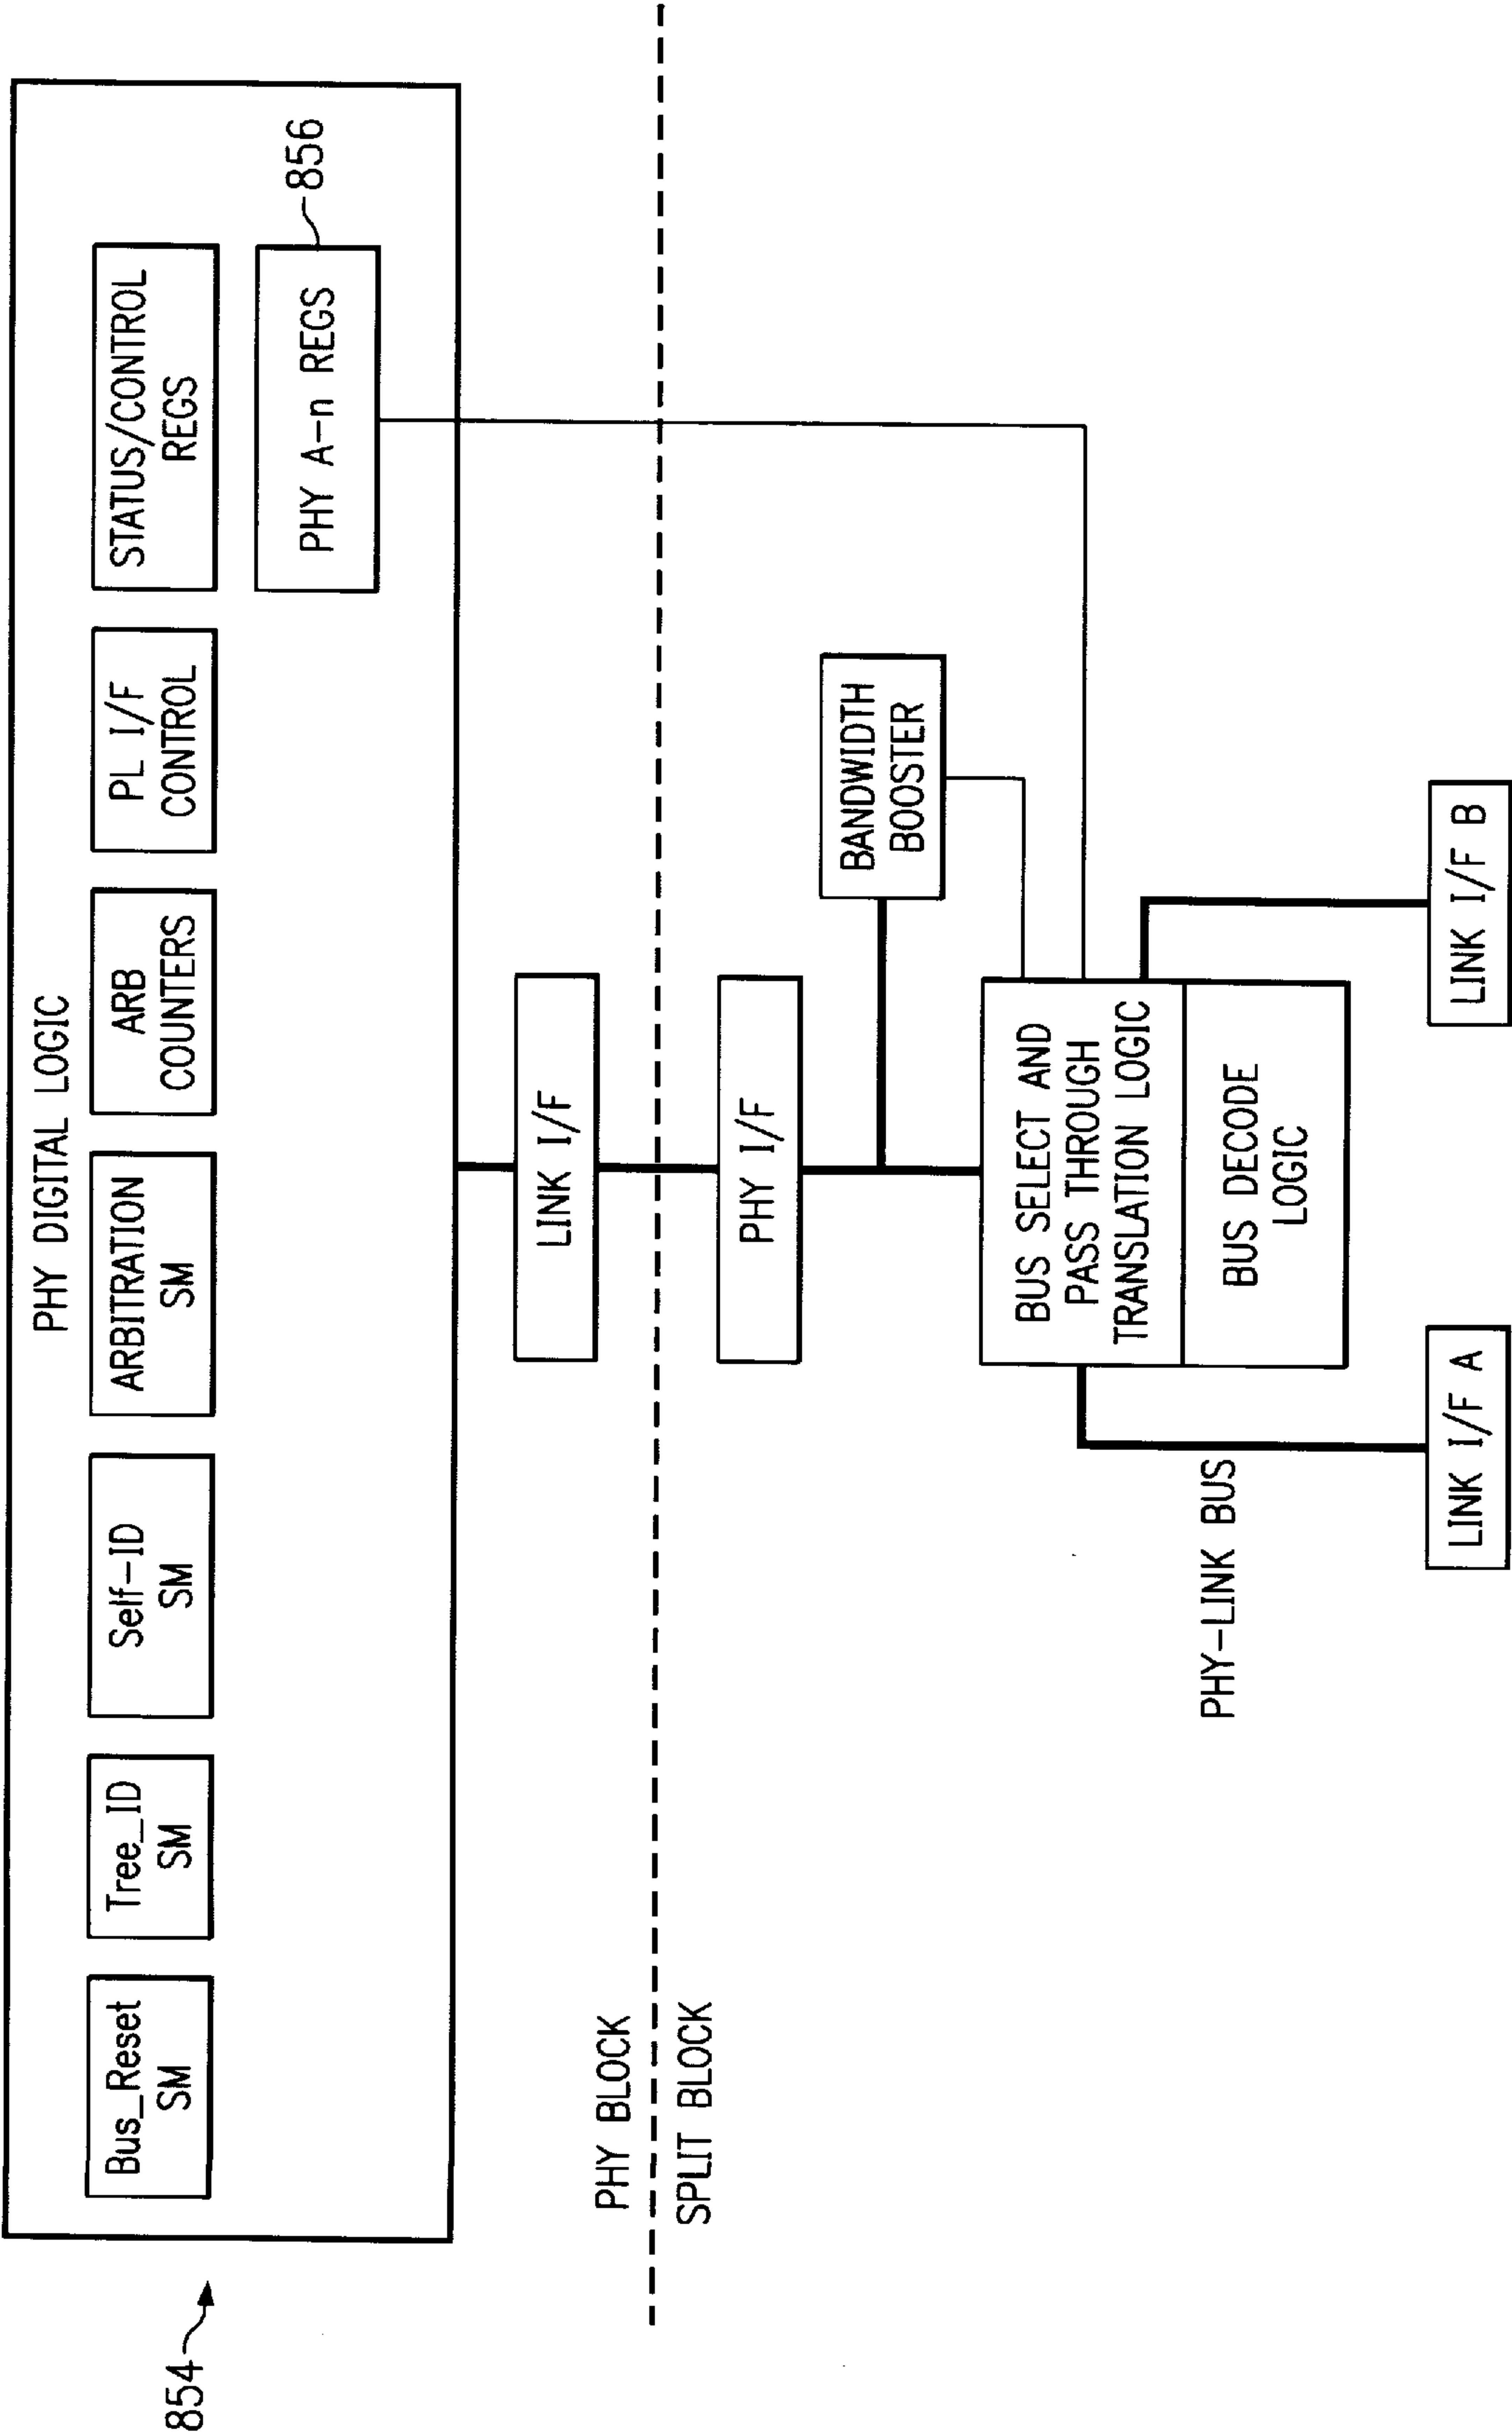 854
PHY DIGITAL LOGIC
Bus_Reset
SM
Tree_ID
SM
Self-ID
SM
ARBITRATION
SM
ARB
COUNTERS
PL I/F
CONTROL
STATUS/CONTROL
REGS
PHY A-n REGS
856
LINK I/F
PHY BLOCK
SPLIT BLOCK
PHY I/F
BANDWIDTH
BOOSTER
BUS SELECT AND
PASS THROUGH
TRANSLATION LOGIC
BUS DECODE
LOGIC
PHY-LINK BUS
LINK I/F A
LINK I/F B